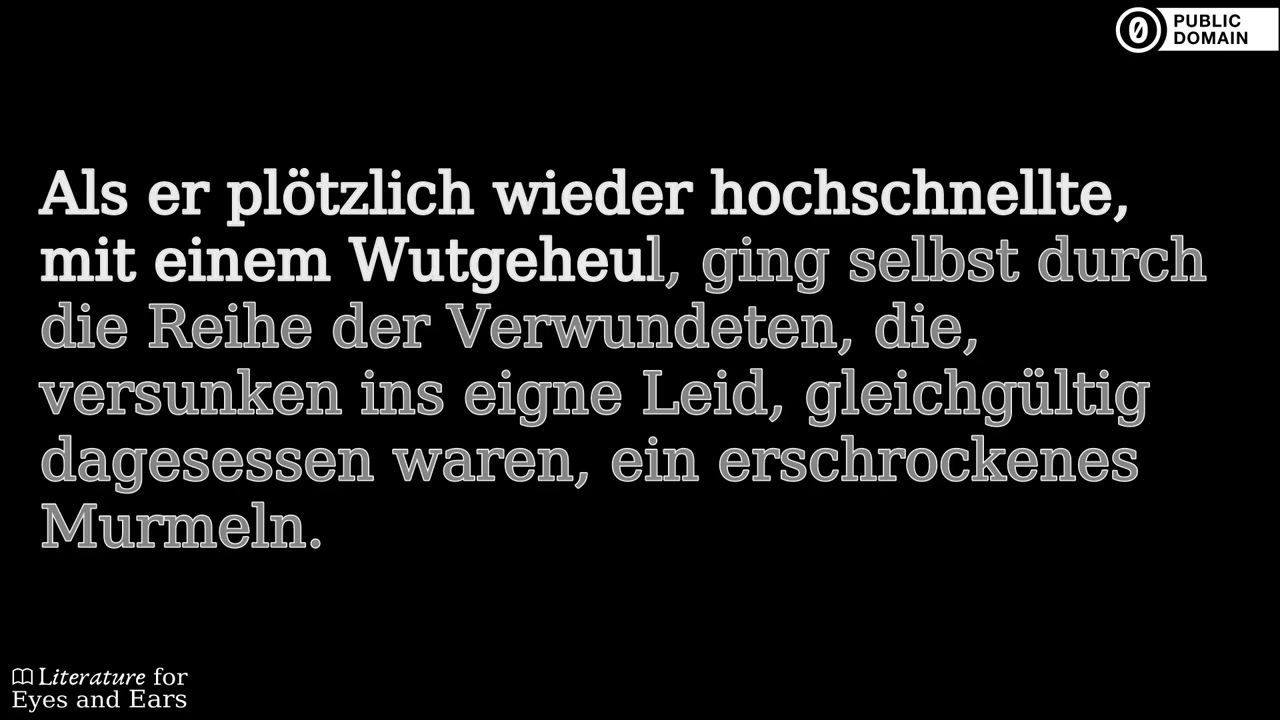 PUBLIC
DOMAIN
Als er plötzlich wieder hochschnellte,
mit einem Wutgeheul, ging selbst durch
die Reihe der Verwundeten, die,
versunken ins eigne Leid, gleichgültig
dagesessen waren, ein erschrockenes
Murmeln.
Literature for
Eyes and Ears